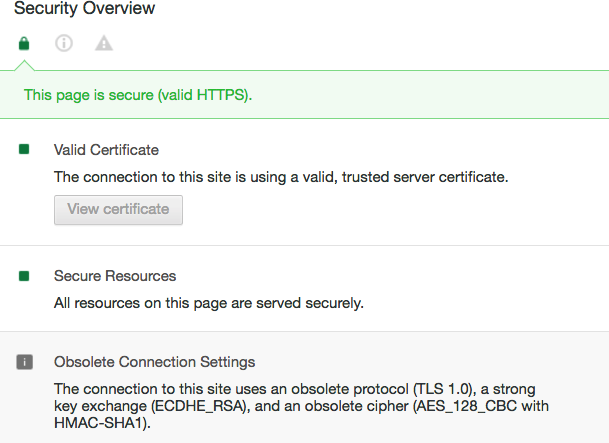 Security Overview
This page is secure (valid HTTPS).
Valid Certificate
The connection to this site is using a valid, trusted server certificate.
View certificate
Secure Resources
All resources on this page are served securely.
i
Obsolete Connection Settings
The connection to this site uses an obsolete protocol (TLS 1.0), a strong
key exchange (ECDHE_RSA), and an obsolete cipher (AES_128_CBC with
HMAC-SHA1).